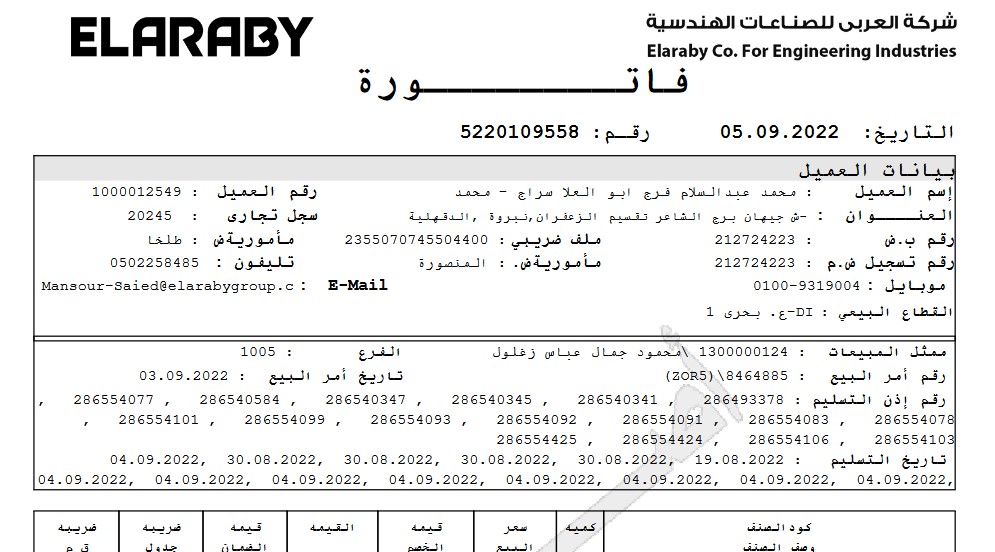 ELARABY
شركة العربى للصناعات الهندسية
Elaraby Co. For Engineering Industries
فـاتـــــــــــورة
التاريخ: 05.09.2022 رقـم: 5220109558
بيانات العميل
إسم العميل : محمد عبدالسلام فرج ابو العلا سراج - محمد رقم العميل : 1000012549
العنـــوان : -ش جيهان برج الشاعر تقسيم الزعفران,نبروة ,الدقهلية سجل تجارى : 20245
رقم ب.ض : 212724223 ملف ضريبي: 2355070745504400 مأموريةض : طلخا
رقم تسجيل ض.م : 212724223 مأموريةض. : المنصورة تليفون : 0502258485
موبايل : 0100-9319004 E-Mail : Mansour-Saied@elarabygroup.c
القطاع البيعي : DI-ع. بحرى 1
ممثل المبيعات : 1300000124 \محمود جمال عباس زغلول الفرع : 1005
رقم أمر البيع : 8464885\(ZOR5) تاريخ أمر البيع : 03.09.2022
رقم إذن التسليم : 286493378 , 286540341 , 286540345 , 286540347 , 286540584 , 286554077 ,
286554078 286554083 , 286554091 , 286554092 , 286554093 , 286554099 , 286554101 ,
286554103 286554106 , 286554424 , 286554425 ,
تاريخ التسليم : 19.08.2022 ,30.08.2022 ,30.08.2022 ,30.08.2022 ,30.08.2022 ,04.09.2022
,04.09.2022 ,04.09.2022 ,04.09.2022 ,04.09.2022 ,04.09.2022 ,04.09.2022 ,04.09.2022 ,04.09.2022
كود الصنف كميه سعر قيمه القيمه قيمه ضريبه ضريبه
وصف الصنف البيع الخصم الضمان جدول ق.م